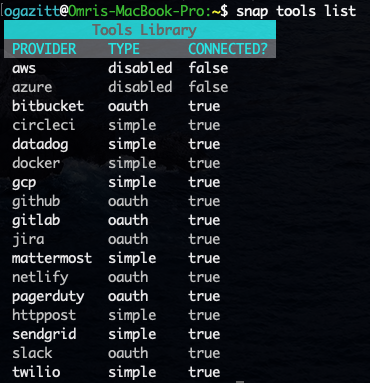 [ogazitt@Omris-MacBook-Pro:~$ snap tools list
Tools Library
PROVIDER TYPE CONNECTED?
aws disabled false
azure disabled false
bitbucket oauth true
circleci simple true
datadog simple true
docker simple true
gcp simple true
github oauth true
gitlab oauth true
jira oauth true
mattermost simple true
netlify oauth true
pagerduty oauth true
httppost simple true
sendgrid simple true
slack oauth true
twilio simple true